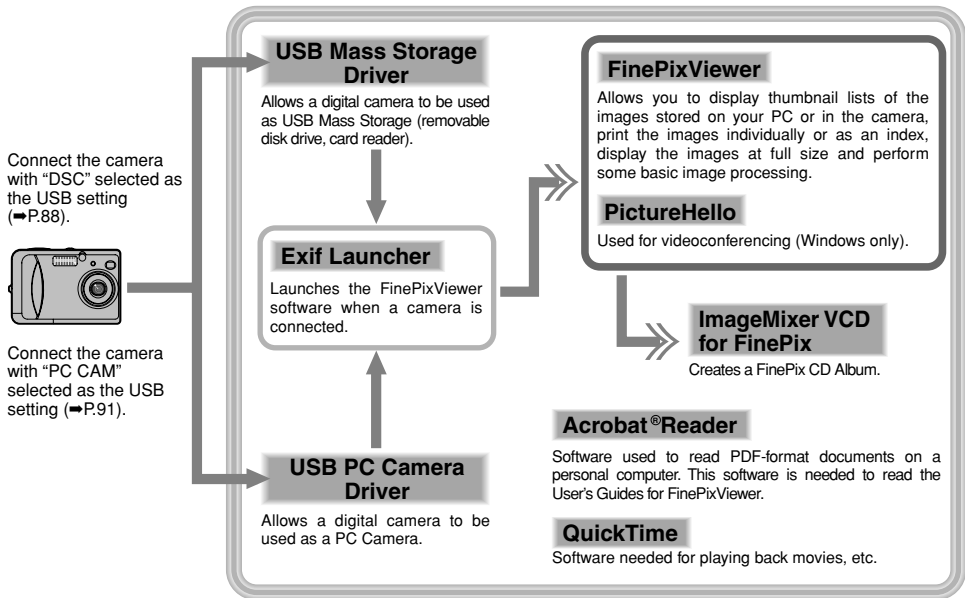 Connect the camera
with “DSC” selected as
the USB setting
(➡P.88).
Connect the camera
with “PC CAM”
selected as the USB
setting (➡P.91).
USB Mass Storage
Driver
Allows a digital camera to be used
as USB Mass Storage (removable
disk drive, card reader).
Exif Launcher
Launches the FinePixViewer
software when a camera is
connected.
USB PC Camera
Driver
Allows a digital camera to be
used as a PC Camera.
FinePixViewer
Allows you to display thumbnail lists of the
images stored on your PC or in the camera,
print the images individually or as an index,
display the images at full size and perform
some basic image processing.
PictureHello
Used for videoconferencing (Windows only).
ImageMixer VCD
for FinePix
Creates a FinePix CD Album.
Acrobat®Reader
Software used to read PDF-format documents on a
personal computer. This software is needed to read the
User’s Guides for FinePixViewer.
QuickTime
Software needed for playing back movies, etc.